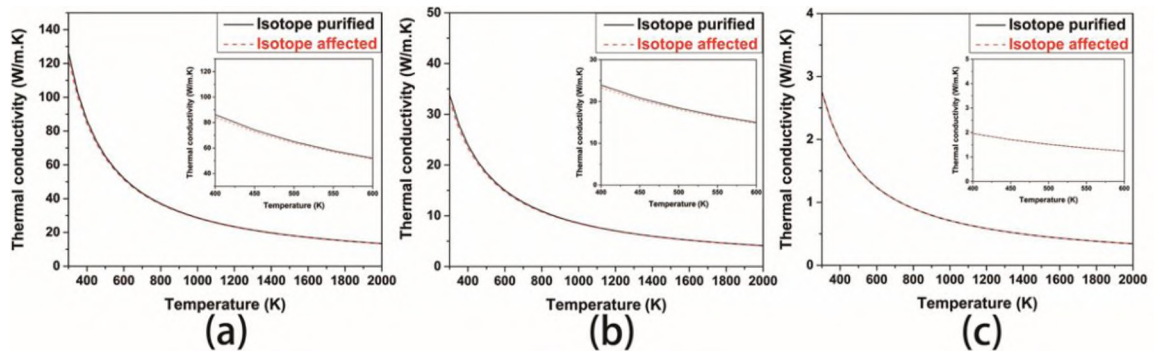 Thermal conductivity (W/m.K)
140
120
100
80
60
40
20
0
Isotope purified
Isotope affected
Thermal conductivity (W/m.K)
120
100
80
60
40
400 450 500 550 600
Temperature (K)
400 600 800 1000 1200 1400 1600 1800 2000
Temperature (K)
(a)
Thermal conductivity (W/m.K)
50
40
30
20
10
0
Isotope purified
Isotope affected
Thermal conductivity (W/m.K)
30
20
10
0
400 450 500 550 600
Temperature (K)
400 600 800 1000 1200 1400 1600 1800 2000
Temperature (K)
(b)
Thermal conductivity (W/m.K)
4
3
2
1
0
Isotope purified
Isotope affected
Thermal conductivity (W/m.K)
5
4
3
2
1
0
400 450 500 550 600
Temperature (K)
400 600 800 1000 1200 1400 1600 1800 2000
Temperature (K)
(c)